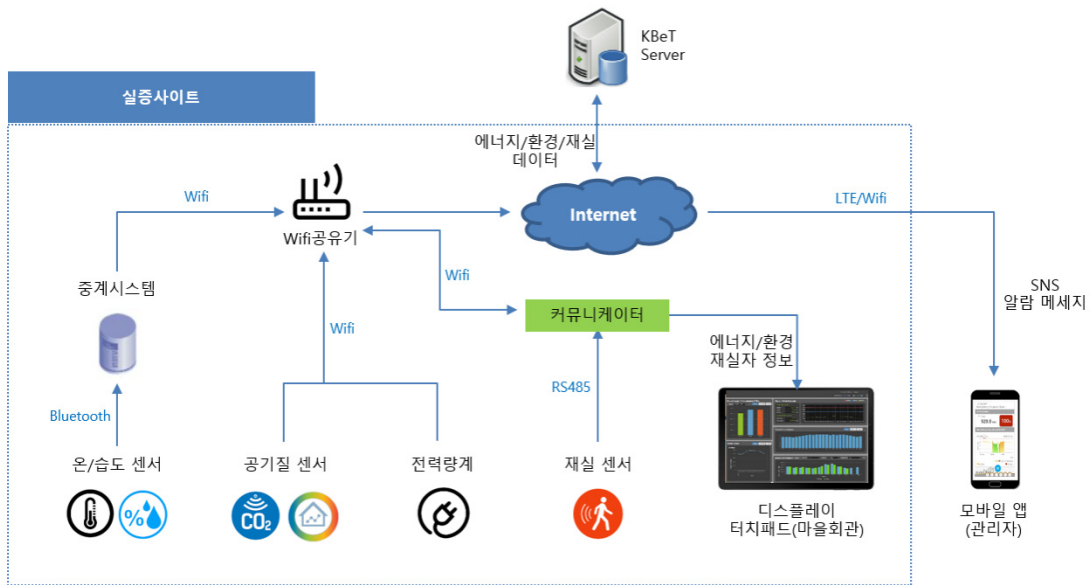 KBeT
Server
실증사이트
에너지/환경/재실
데이터
Wifi
Internet
LTE/Wifi
Wifi공유기
Wifi
중계시스템
SNS
알람 메세지
커뮤니케이터
Wifi
에너지/환경
재실자 정보
RS485
Bluetooth
온/습도 센서
공기질 센서
전력량계
재실 센서
%
CO2
디스플레이
터치패드(마을회관)
모바일 앱
(관리자)